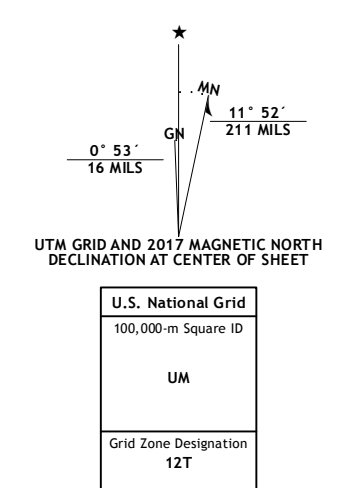 ★
MN
GN
11° 52´
211 MILS
0° 53´
16 MILS
UTM GRID AND 2017 MAGNETIC NORTH
DECLINATION AT CENTER OF SHEET
U.S. National Grid
100,000-m Square ID
UM
Grid Zone Designation
12T